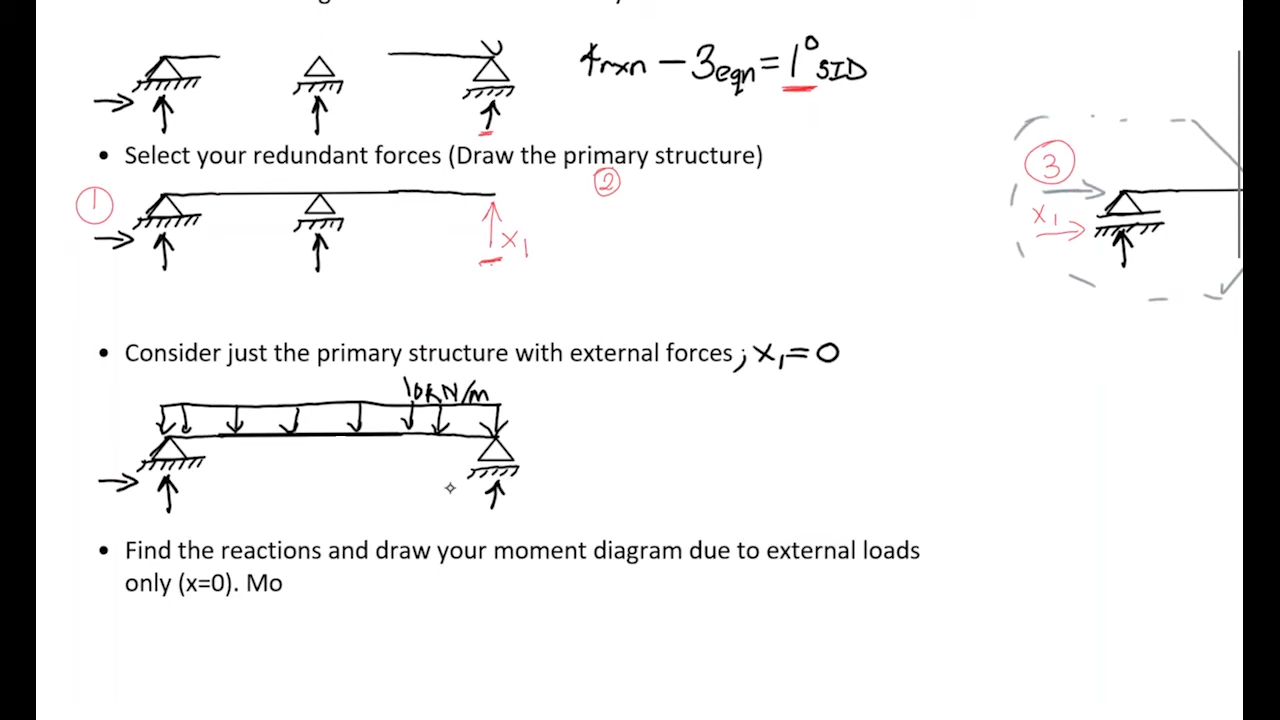 4rxn - 3eqn = 1° SID
• Select your redundant forces (Draw the primary structure)
1
2
3
x1
x1
• Consider just the primary structure with external forces ; x1 = 0
10kN/m
• Find the reactions and draw your moment diagram due to external loads
only (x=0). Mo